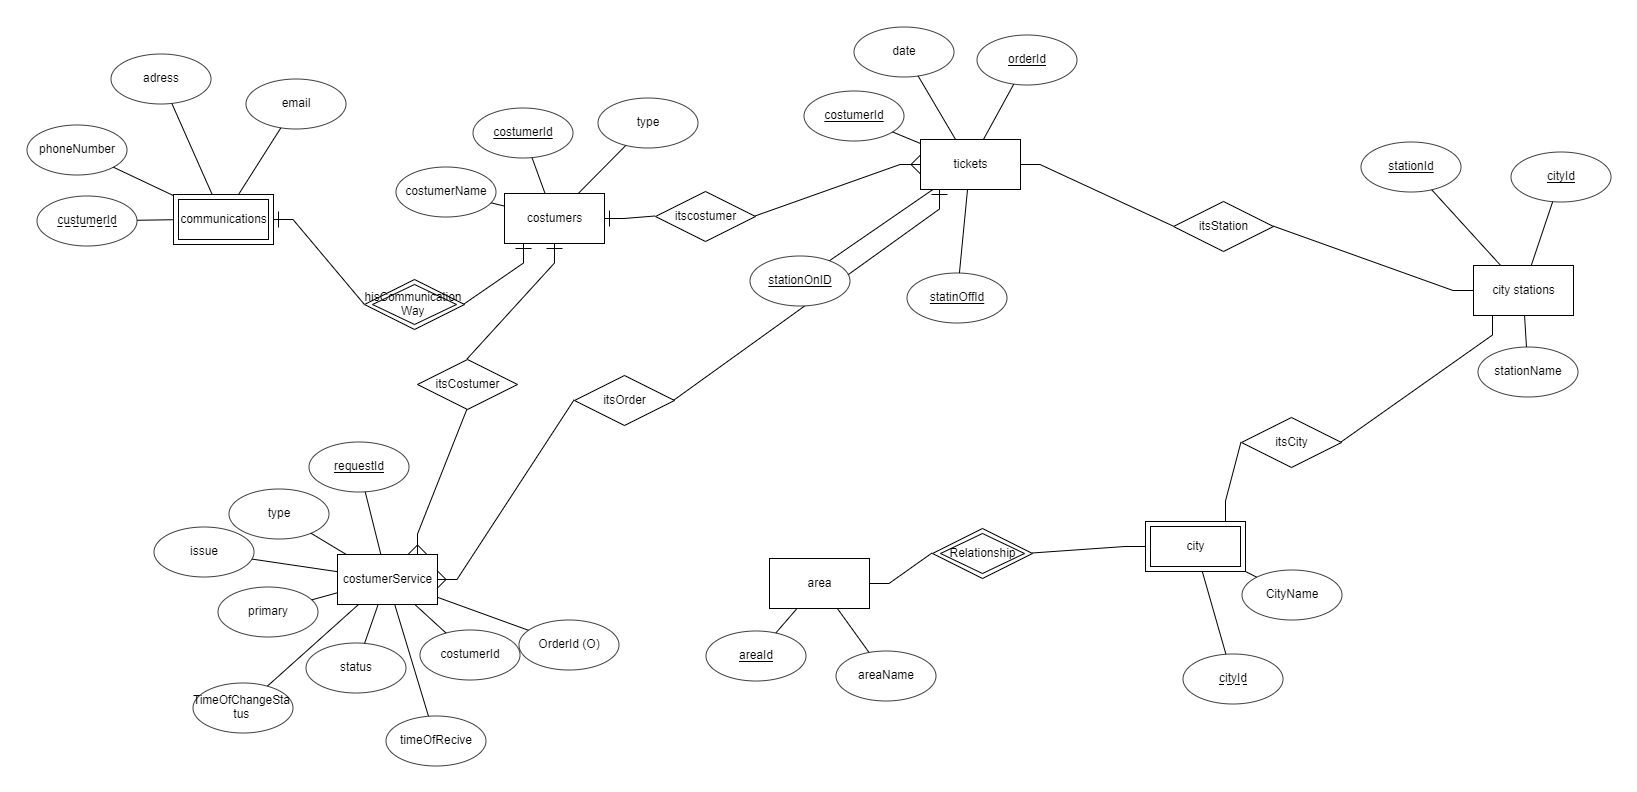 date
orderId
adress
email
costumerId
costumerId
type
phoneNumber
stationId
cityId
tickets
costumerName
custumerId
communications
costumers
itscostumer
itsStation
hisCommunication
Way
stationOnID
statinOffId
city stations
stationName
itsCostumer
itsOrder
itsCity
requestId
type
issue
costumerService
primary
status
costumerId
OrderId (O)
TimeOfChangeSta
tus
timeOfRecive
area
Relationship
city
CityName
areaId
areaName
cityId